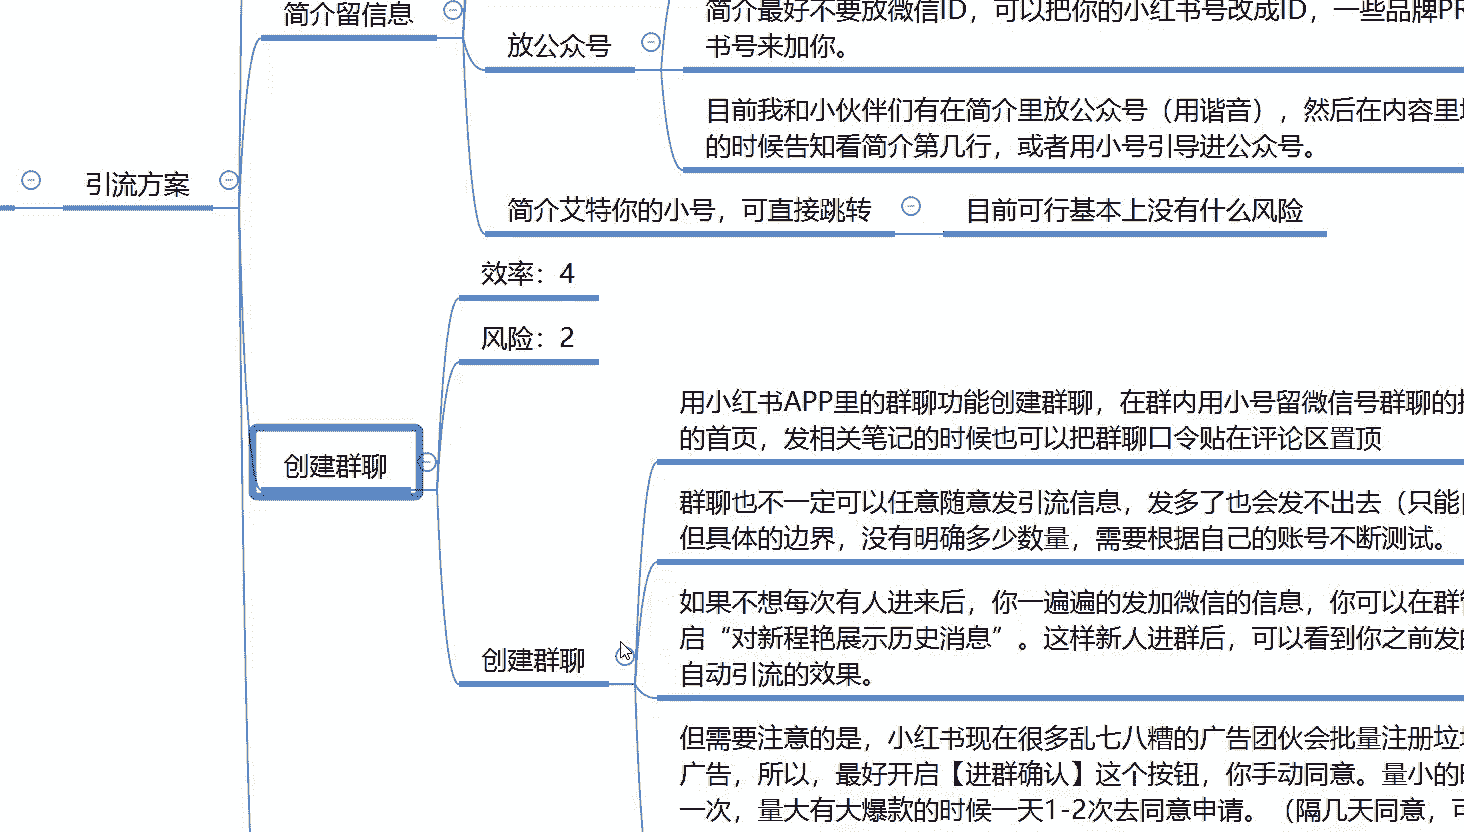 简介留信息
放公众号
简介最好不要放微信ID，可以把你的小红书号改成ID，一些品牌PR
书号来加你。
目前我和小伙伴们有在简介里放公众号（用谐音），然后在内容里
的时候告知看简介第几行，或者用小号引导进公众号。
引流方案
简介艾特你的小号，可直接跳转
目前可行基本上没有什么风险
效率：4
风险：2
创建群聊
用小红书APP里的群聊功能创建群聊，在群内用小号留微信号群聊的
的首页，发相关笔记的时候也可以把群聊口令贴在评论区置顶
群聊也不一定可以任意随意发引流信息，发多了也会发不出去（只能
但具体的边界，没有明确多少数量，需要根据自己的账号不断测试。
如果不想每次有人进来后，你一遍遍的发加微信的信息，你可以在群
启“对新程艳展示历史消息”。这样新人进群后，可以看到你之前发
自动引流的效果。
创建群聊
但需要注意的是，小红书现在很多乱七八糟的广告团伙会批量注册垃
广告，所以，最好开启【进群确认】这个按钮，你手动同意。量小的
一次，量大有大爆款的时候一天1-2次去同意申请。（隔几天同意，